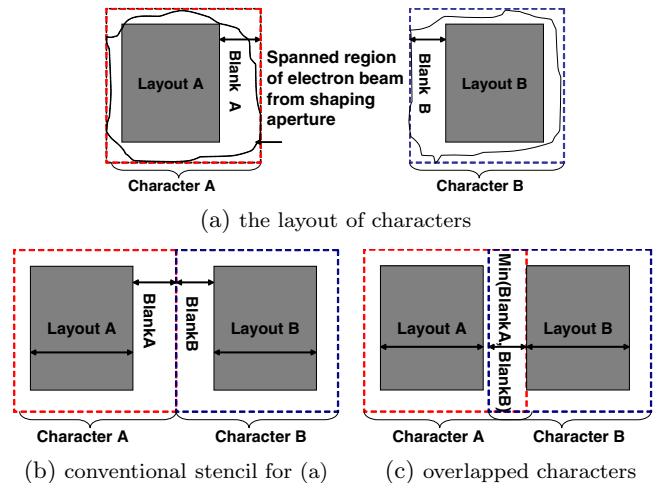 Layout A
Blank A
Spanned region
of electron beam
from shaping
aperture
Blank B
Layout B
Character A
Character B
(a) the layout of characters
Layout A
BlankA
BlankB
Layout B
Layout A
Min(BlankA, BlankB)
Layout B
Character A
Character B
Character A
Character B
(b) conventional stencil for (a)
(c) overlapped characters